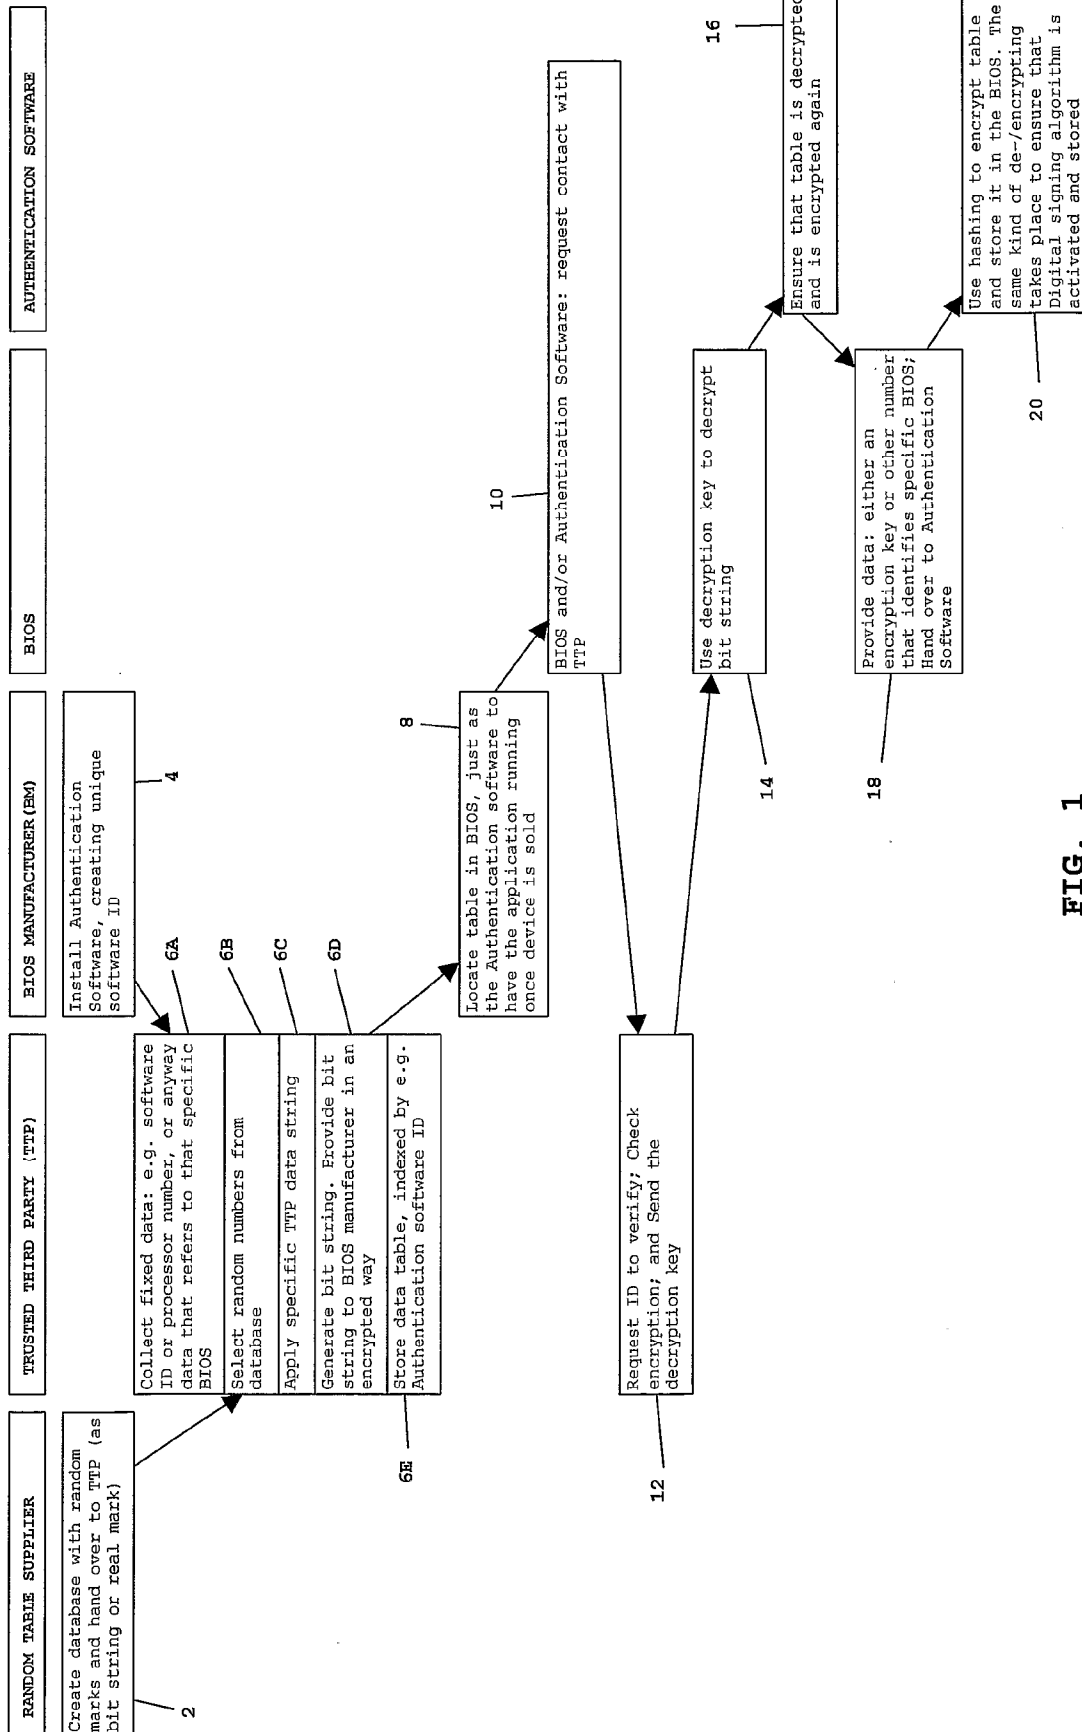 RANDOM TABLE SUPPLIER
TRUSTED THIRD PARTY (TTP)
BIOS MANUFACTURER(BM)
BIOS
AUTHENTICATION SOFTWARE
Create database with random
marks and hand over to TTP (as
bit string or real mark)
2
Install Authentication
Software, creating unique
software ID
4
Collect fixed data: e.g. software
ID or processor number, or anyway
data that refers to that specific
BIOS
6A
Select random numbers from
database
6B
Apply specific TTP data string
6C
Generate bit string. Provide bit
string to BIOS manufacturer in an
encrypted way
6D
Store data table, indexed by e.g.
Authentication software ID
6E
Locate table in BIOS, just as
the Authentication software to
have the application running
once device is sold
8
BIOS and/or Authentication Software: request contact with
TTP
10
Request ID to verify; Check
encryption; and Send the
decryption key
12
Use decryption key to decrypt
bit string
14
Ensure that table is decrypted
and is encrypted again
16
Provide data: either an
encryption key or other number
that identifies specific BIOS;
Hand over to Authentication
Software
18
Use hashing to encrypt table
and store it in the BIOS. The
same kind of de-/encrypting
takes place to ensure that
Digital signing algorithm is
activated and stored
20
FIG. 1